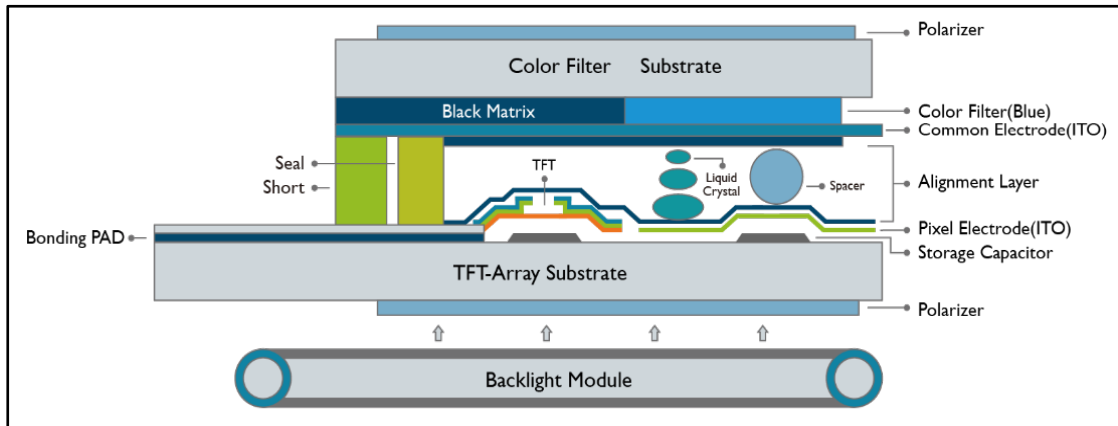 Polarizer
Color Filter Substrate
Black Matrix
Color Filter(Blue)
Common Electrode(ITO)
Seal
TFT
Liquid
Crystal
Spacer
Alignment Layer
Short
Bonding PAD
Pixel Electrode(ITO)
Storage Capacitor
TFT-Array Substrate
Polarizer
Backlight Module